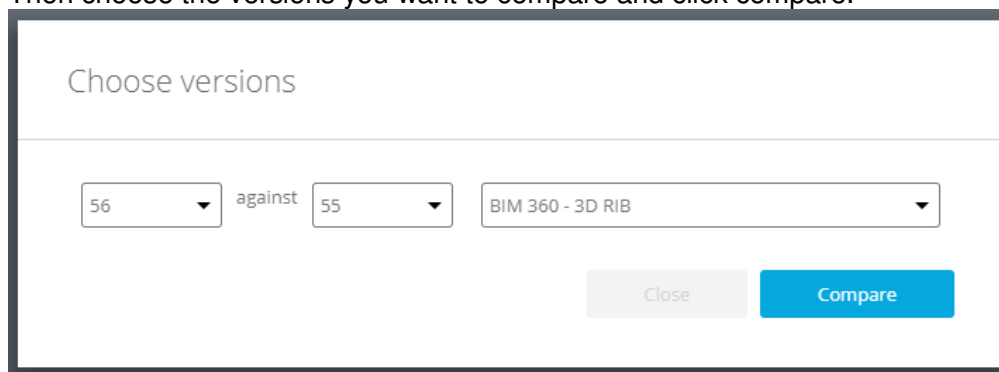 Then choose the versions you want to compare and click compare.
Choose versions
56 against 55 BIM 360 - 3D RIB
Close Compare